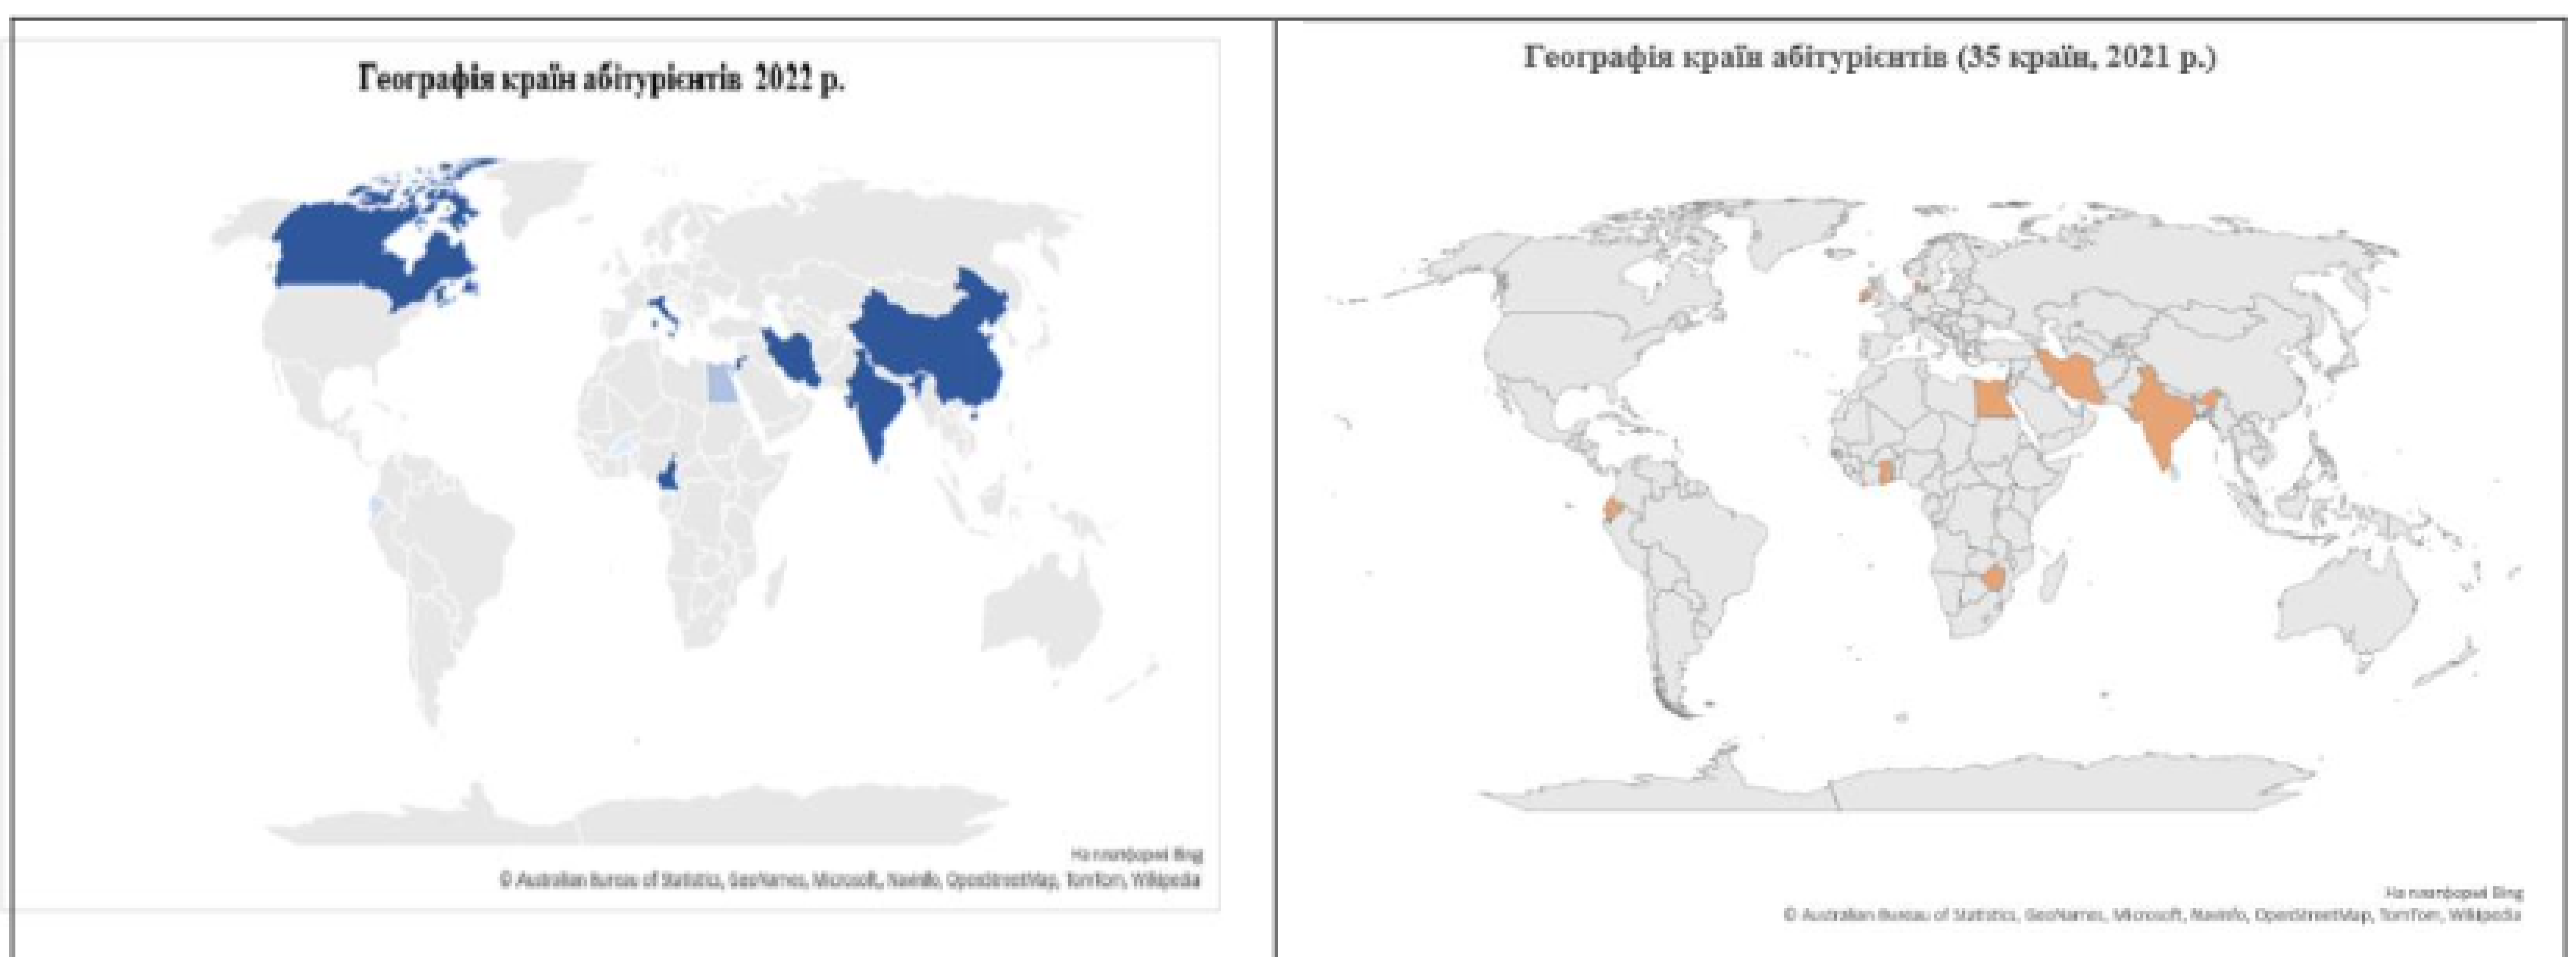 Географія країн абітурієнтів 2022 р.
На платформі Bing
© Australian Bureau of Statistics, GeoNames, Microsoft, Navinfo, OpenStreetMap, TomTom, Wikipedia
Географія країн абітурієнтів (35 країн, 2021 р.)
На платформі Bing
© Australian Bureau of Statistics, GeoNames, Microsoft, Navinfo, OpenStreetMap, TomTom, Wikipedia